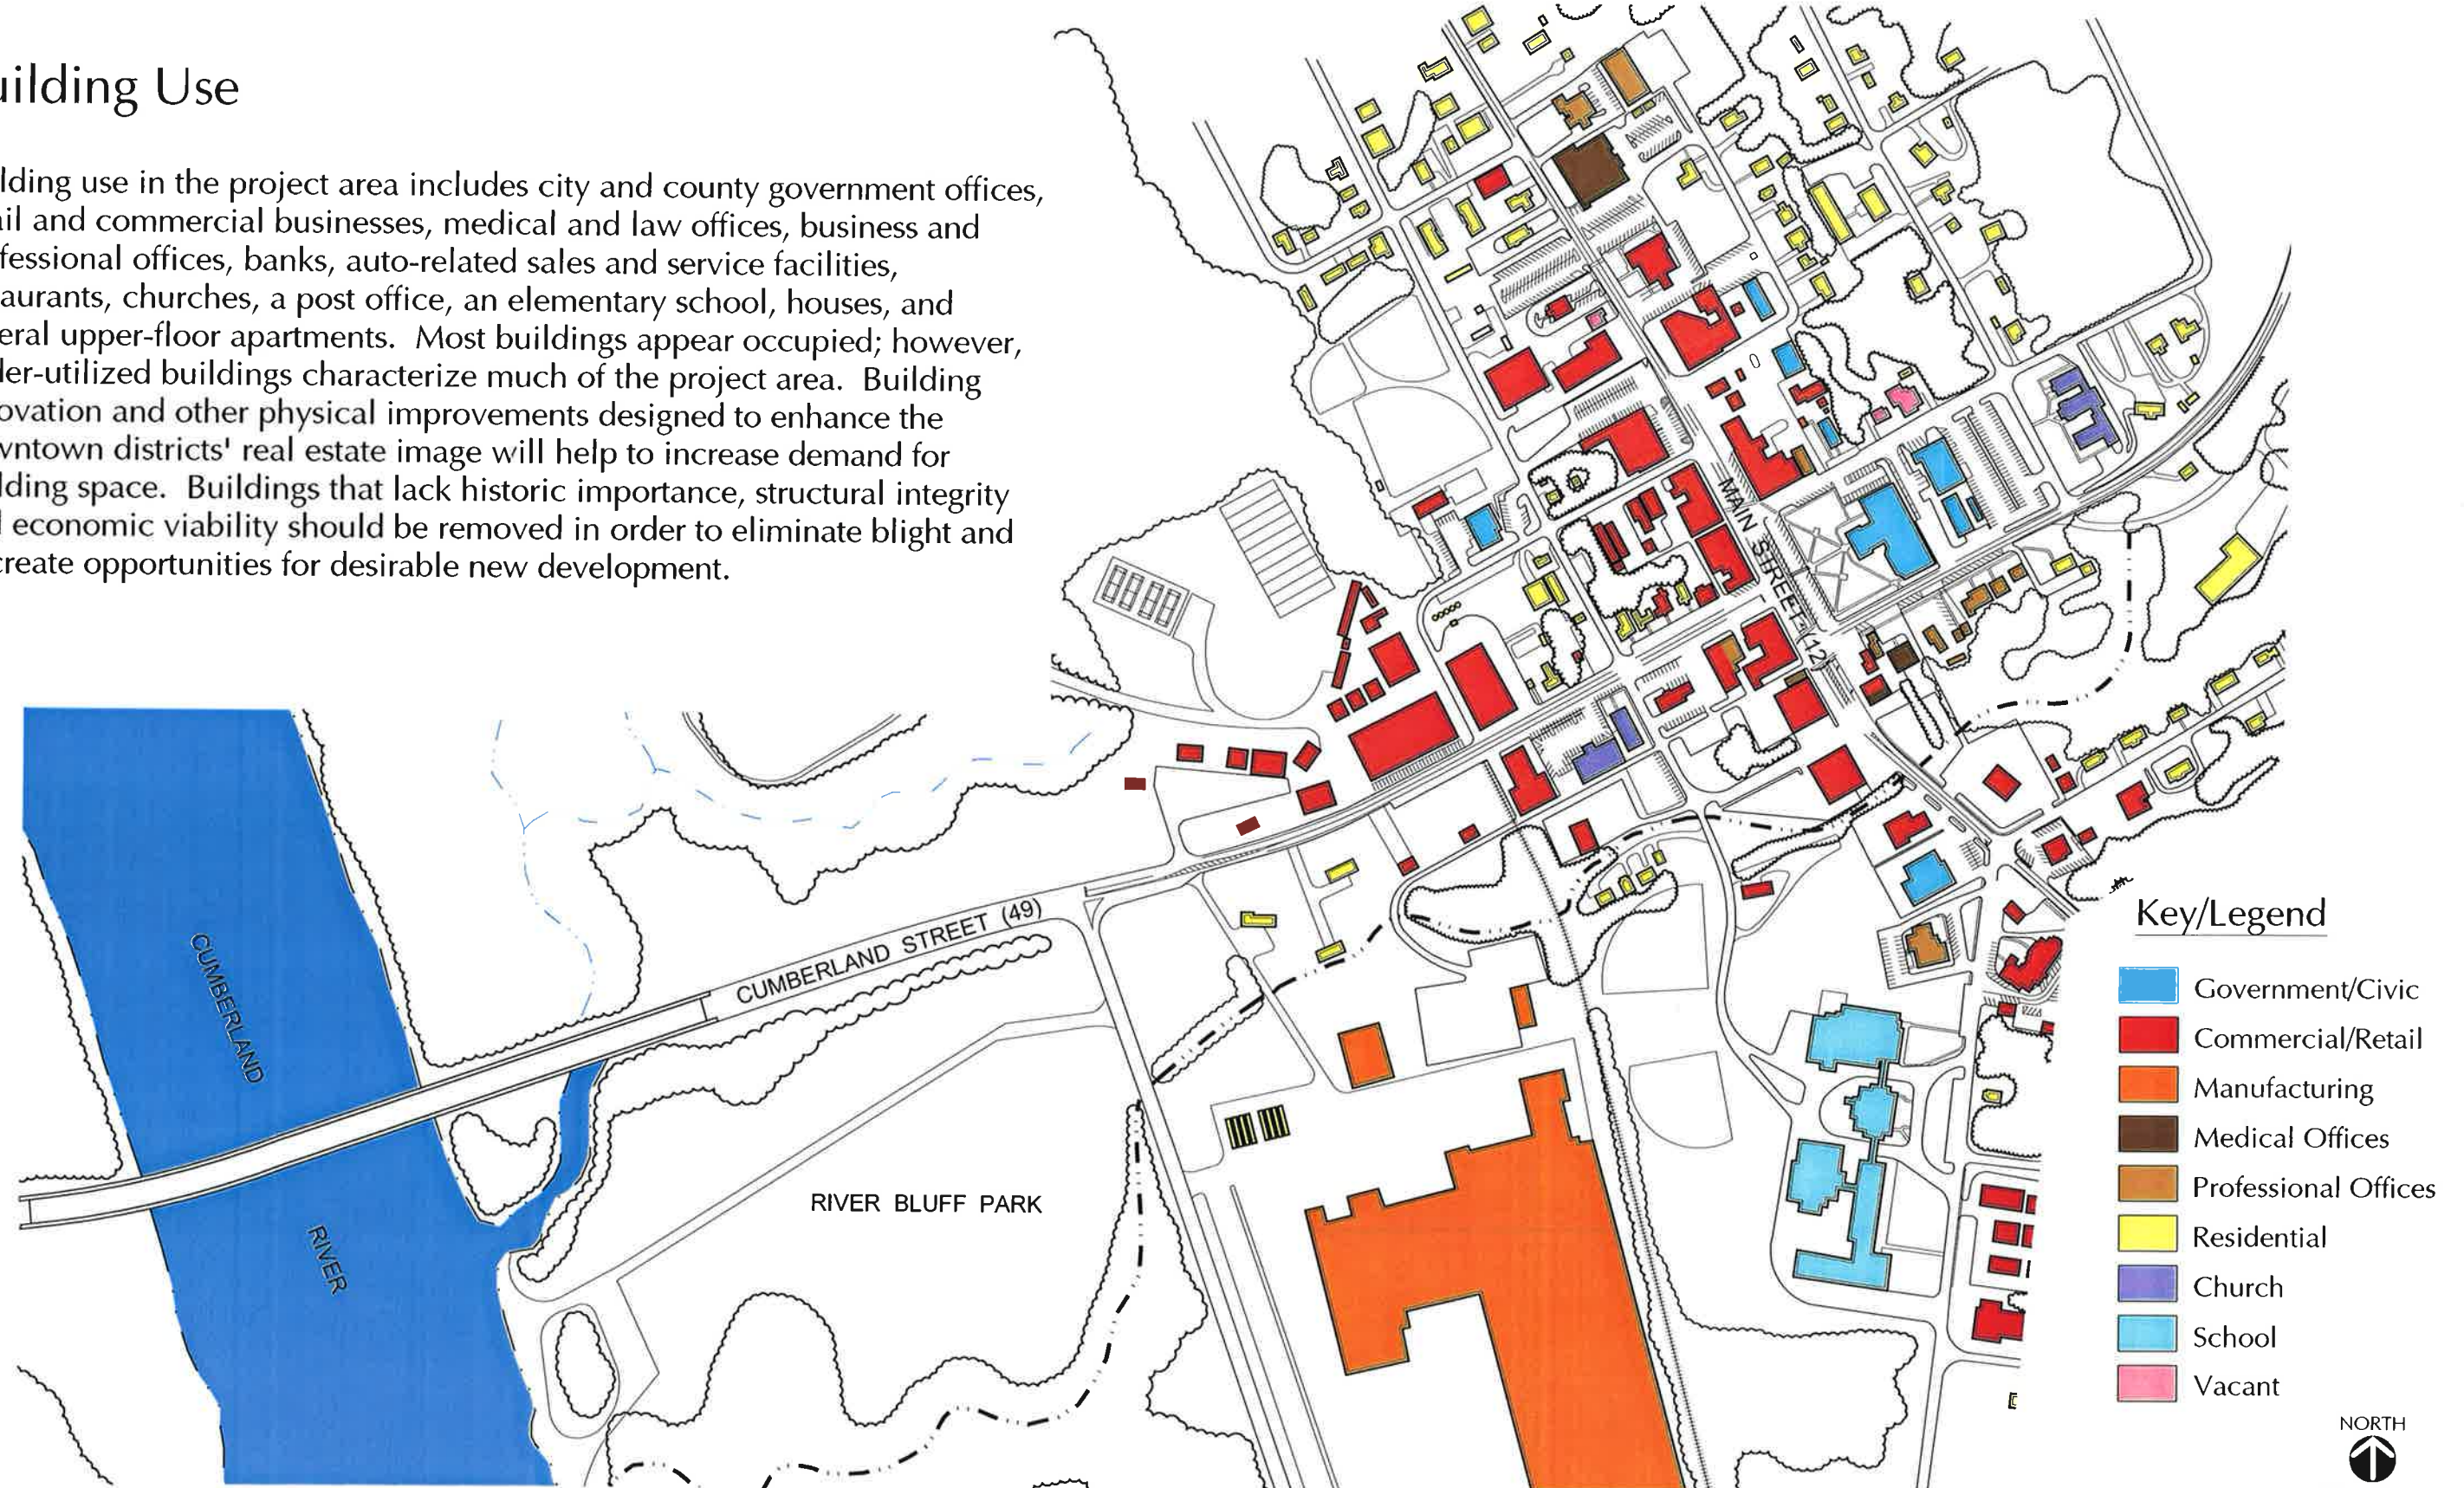 uilding Use
lding use in the project area includes city and county government offices,
ail and commercial businesses, medical and law offices, business and
fessional offices, banks, auto-related sales and service facilities,
aurants, churches, a post office, an elementary school, houses, and
eral upper-floor apartments. Most buildings appear occupied; however,
ler-utilized buildings characterize much of the project area. Building
ovation and other physical improvements designed to enhance the
wntown districts' real estate image will help to increase demand for
lding space. Buildings that lack historic importance, structural integrity
economic viability should be removed in order to eliminate blight and
create opportunities for desirable new development.
MAIN STREET (12)
CUMBERLAND STREET (49)
CUMBERLAND
RIVER
RIVER BLUFF PARK
Key/Legend
Government/Civic
Commercial/Retail
Manufacturing
Medical Offices
Professional Offices
Residential
Church
School
Vacant
NORTH